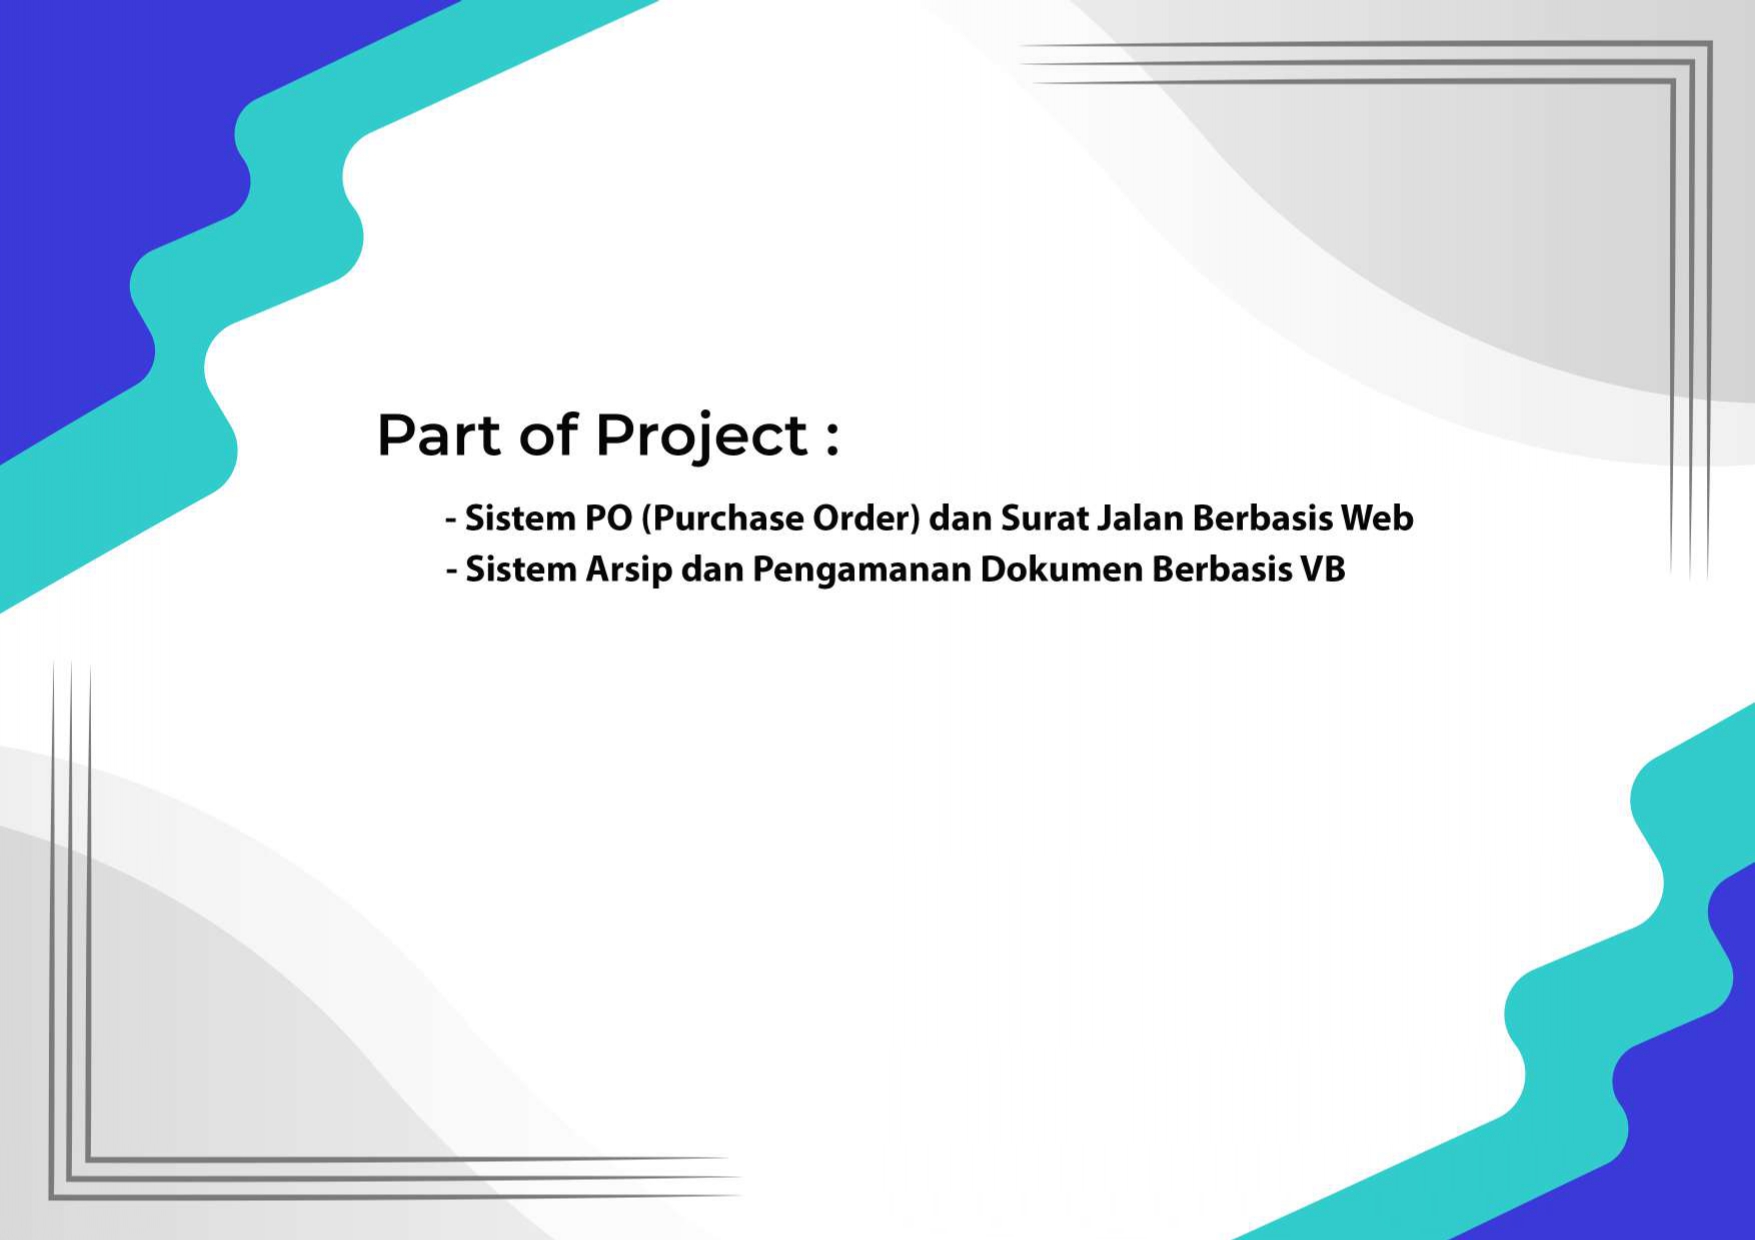 Part of Project :
- Sistem PO (Purchase Order) dan Surat Jalan Berbasis Web
- Sistem Arsip dan Pengamanan Dokumen Berbasis VB